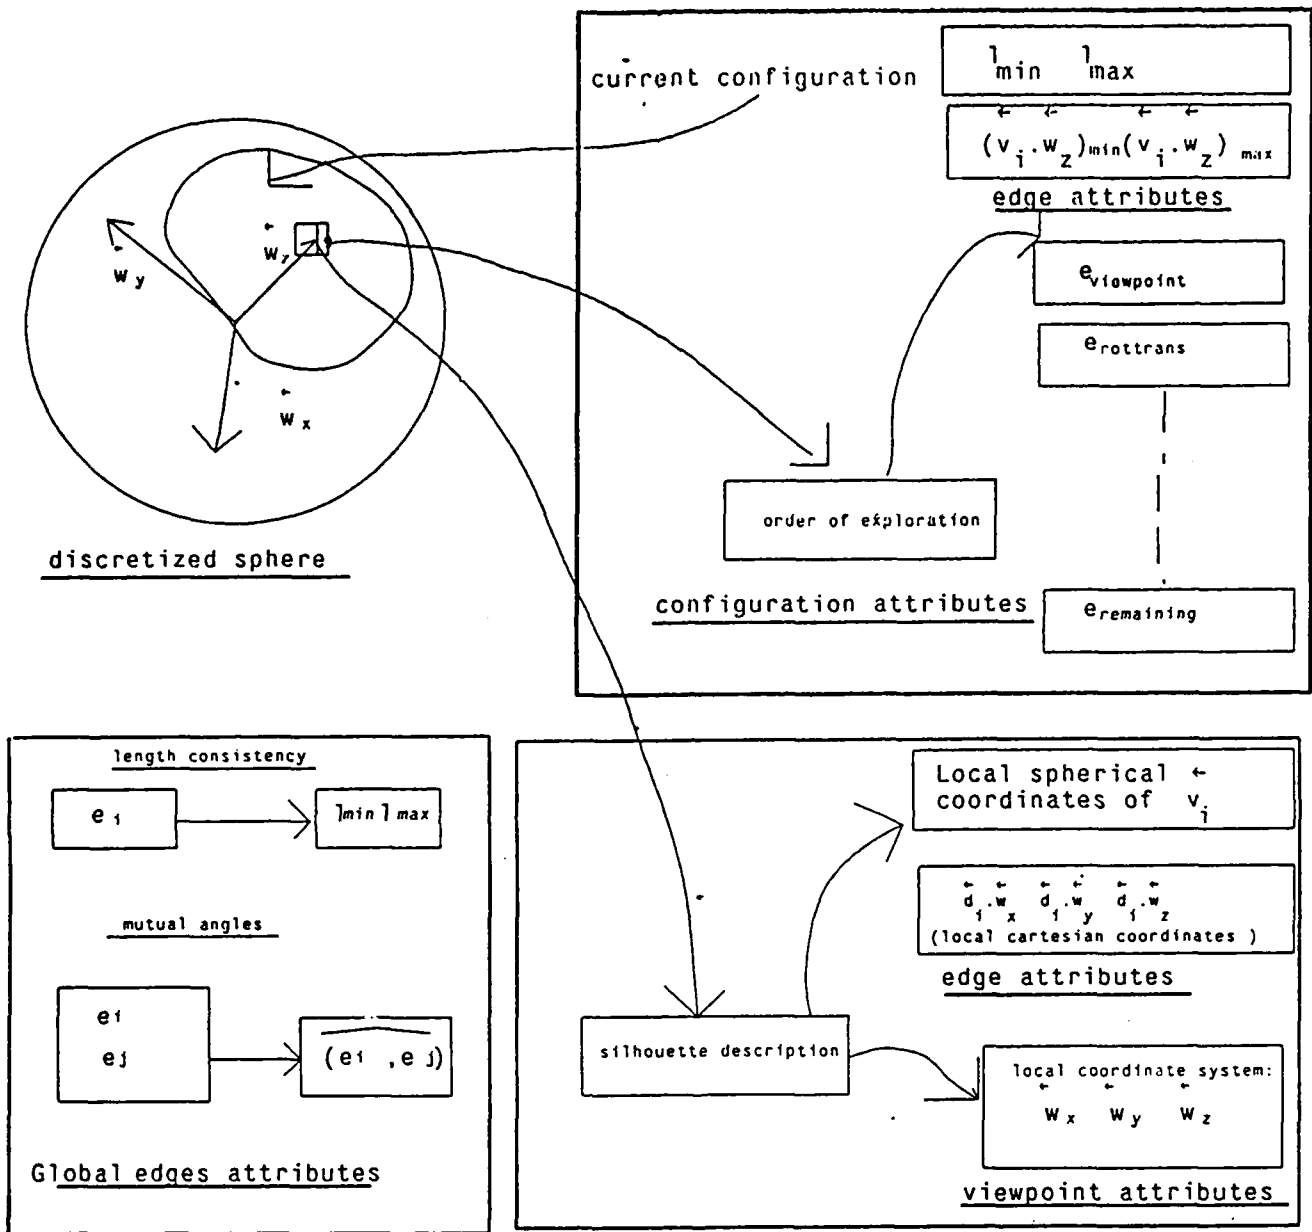 current configuration
l min l max
(v i . w z) min (v i . w z) max
edge attributes
e viewpoint
e rottrans
order of exploration
configuration attributes
e remaining
w y
w z
w x
discretized sphere
length consistency
e i
l min l max
mutual angles
e i
e j
(e i , e j)
Global edges attributes
Local spherical
coordinates of v i
d i . w x d i . w y d i . w z
(local cartesian coordinates )
edge attributes
silhouette description
local coordinate system:
w x w y w z
viewpoint attributes